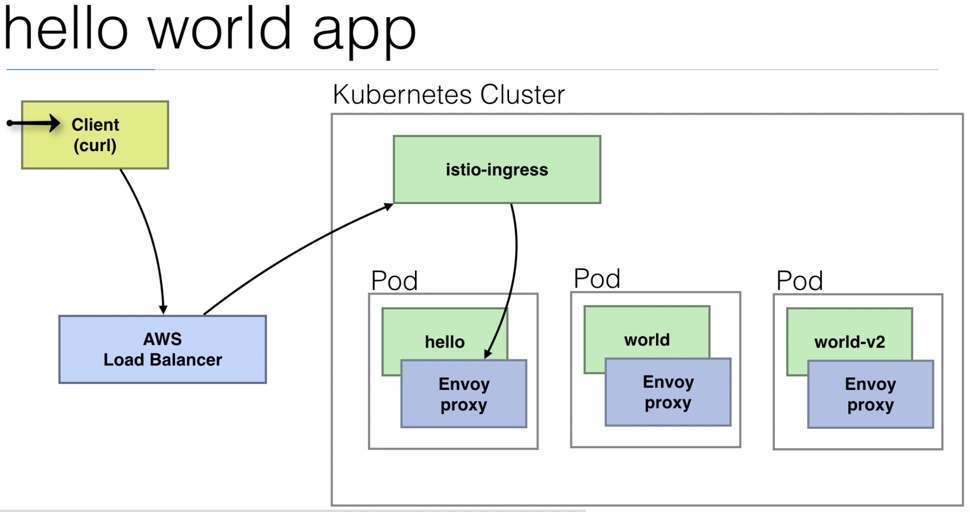 hello world app
Client
(curl)
Kubernetes Cluster
istio-ingress
AWS
Load Balancer
Pod
hello
Envoy
proxy
Pod
world
Envoy
proxy
Pod
world-v2
Envoy
proxy